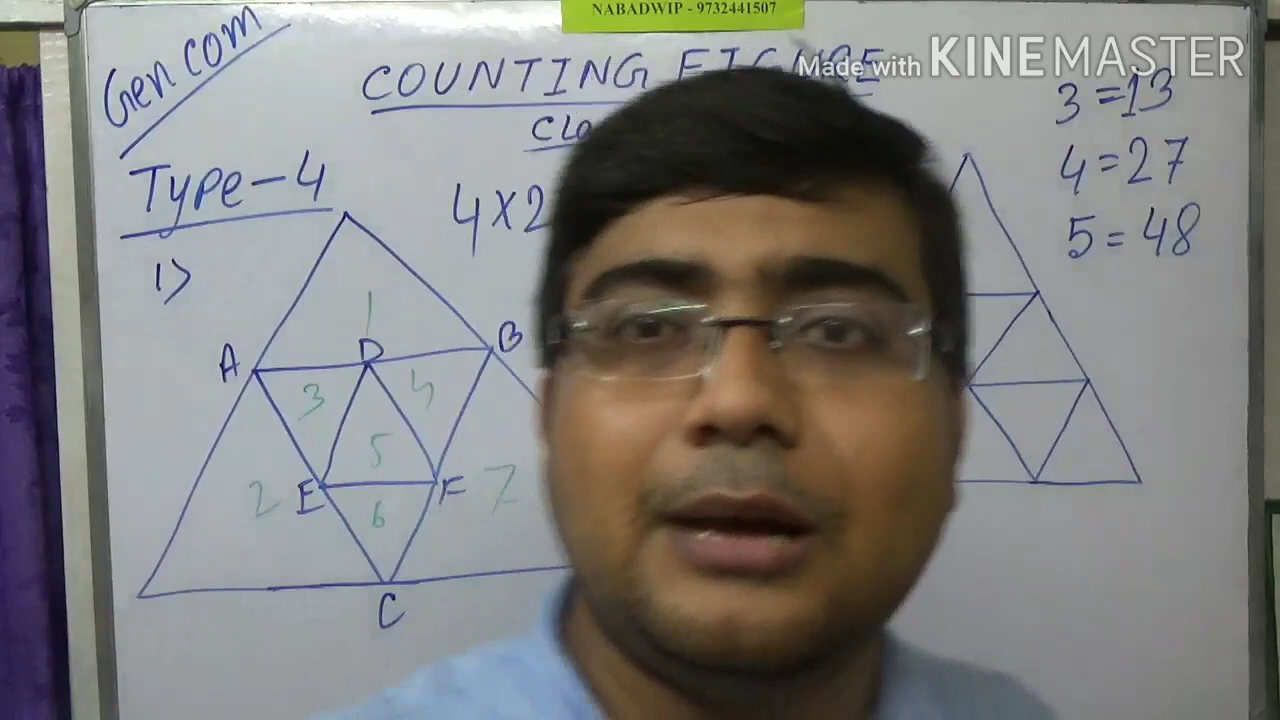 NABADWIP - 9732441507
Made with KINEMASTER
Gen com
COUNTING
Type-4
4x2
3=13
4=27
5=48
1>
1
A
D
B
3
4
5
2
E
F
7
6
C